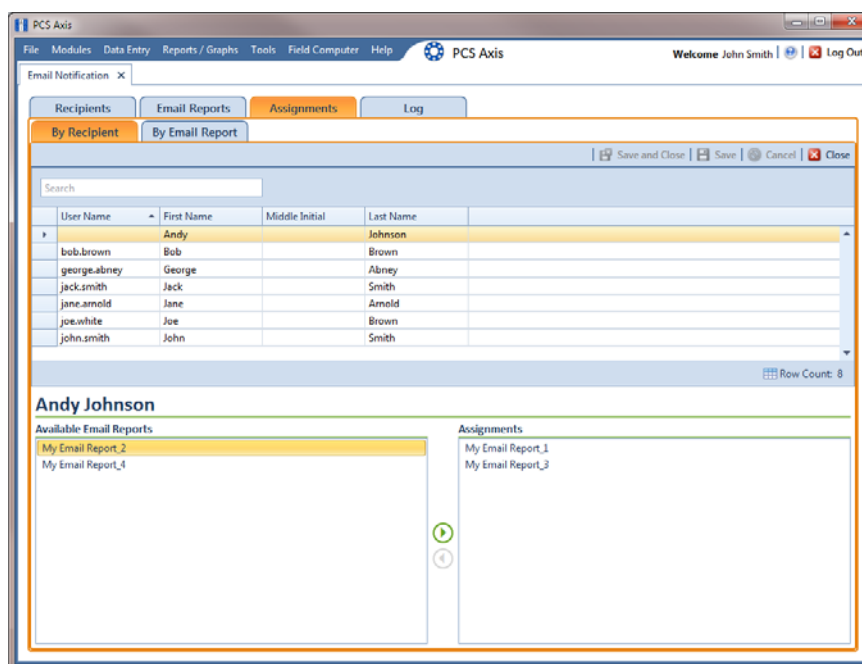 PCS Axis
File Modules Data Entry Reports / Graphs Tools Field Computer Help PCS Axis Welcome John Smith Log Out
Email Notification X
Recipients Email Reports Assignments Log
By Recipient By Email Report
Save and Close Save Cancel Close
Search
User Name First Name Middle Initial Last Name
Andy Johnson
bob.brown Bob Brown
george.abney George Abney
jack.smith Jack Smith
jane.arnold Jane Arnold
joe.white Joe Brown
john.smith John Smith
Row Count: 8
Andy Johnson
Available Email Reports Assignments
My Email Report_2 My Email Report_1
My Email Report_4 My Email Report_3